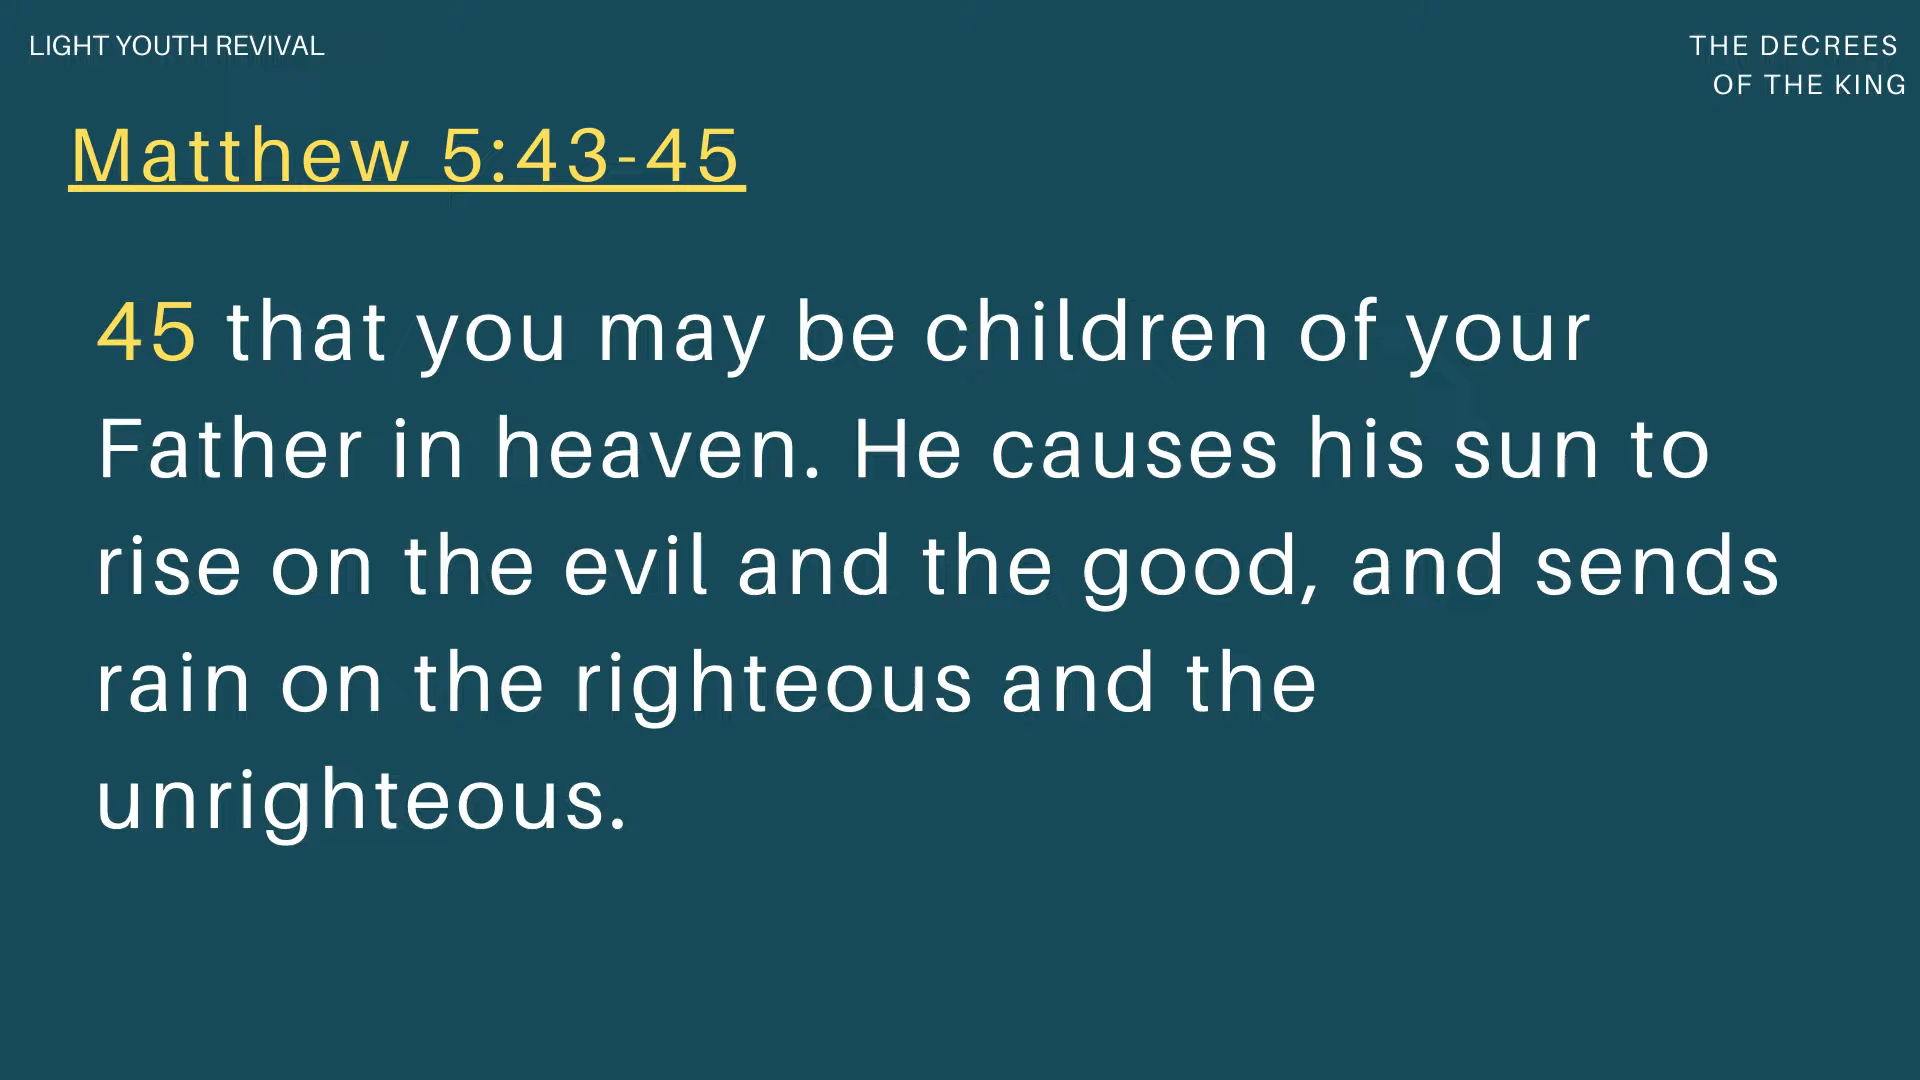 LIGHT YOUTH REVIVAL
THE DECREES
OF THE KING
Matthew 5:43-45
45 that you may be children of your
Father in heaven. He causes his sun to
rise on the evil and the good, and sends
rain on the righteous and the
unrighteous.